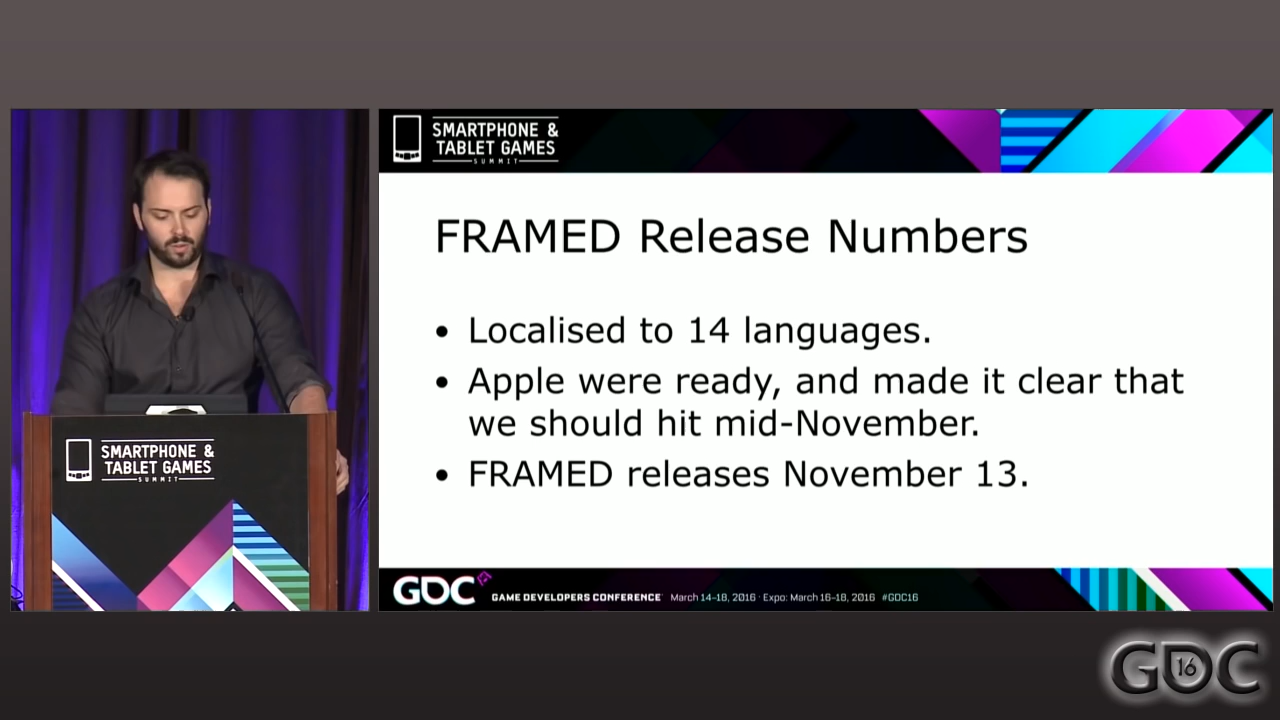 SMARTPHONE &
TABLET GAMES
SUMMIT
FRAMED Release Numbers
• Localised to 14 languages.
• Apple were ready, and made it clear that
we should hit mid-November.
• FRAMED releases November 13.
SMARTPHONE &
TABLET GAMES
SUMMIT
GDC GAME DEVELOPERS CONFERENCE March 14-18, 2016 · Expo: March 16-18, 2016 #GDC16
GDC 16